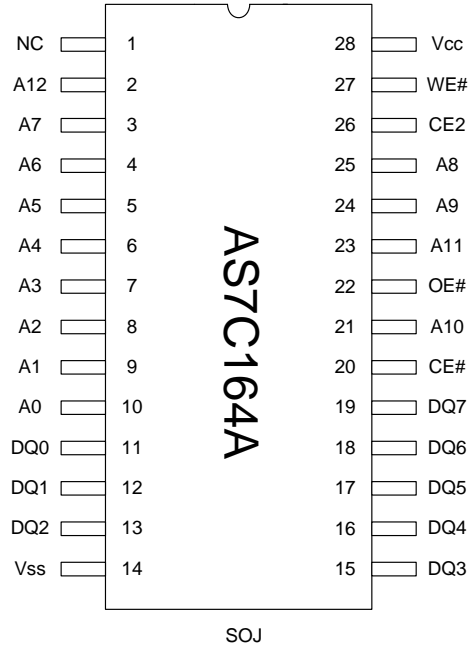 NC 1 28 Vcc
A12 2 27 WE#
A7 3 26 CE2
A6 4 25 A8
A5 5 24 A9
A4 6 23 A11
A3 7 22 OE#
A2 8 21 A10
A1 9 20 CE#
A0 10 19 DQ7
DQ0 11 18 DQ6
DQ1 12 17 DQ5
DQ2 13 16 DQ4
Vss 14 15 DQ3
AS7C164A
SOJ